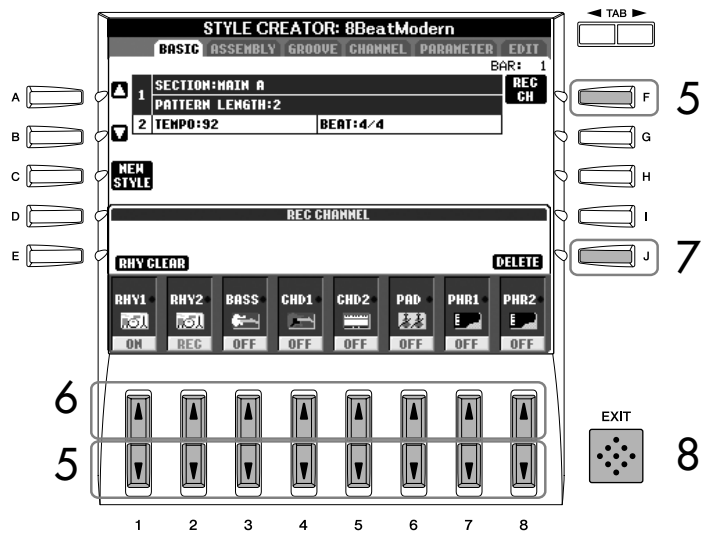 STYLE CREATOR: 8BeatModern
◄ TAB ►
BASIC ASSEMBLY GROOVE CHANNEL PARAMETER EDIT
BAR: 1
A
1 SECTION:MAIN A
REC CH
F
5
PATTERN LENGTH:2
B
2 TEMPO:92 BEAT:4/4
G
C
NEW STYLE
H
D
REC CHANNEL
I
E
RHY CLEAR
DELETE
J
7
RHY1 RHY2 BASS CHD1 CHD2 PAD PHR1 PHR2
ON REC OFF OFF OFF OFF OFF OFF
6
EXIT
5
8
1 2 3 4 5 6 7 8